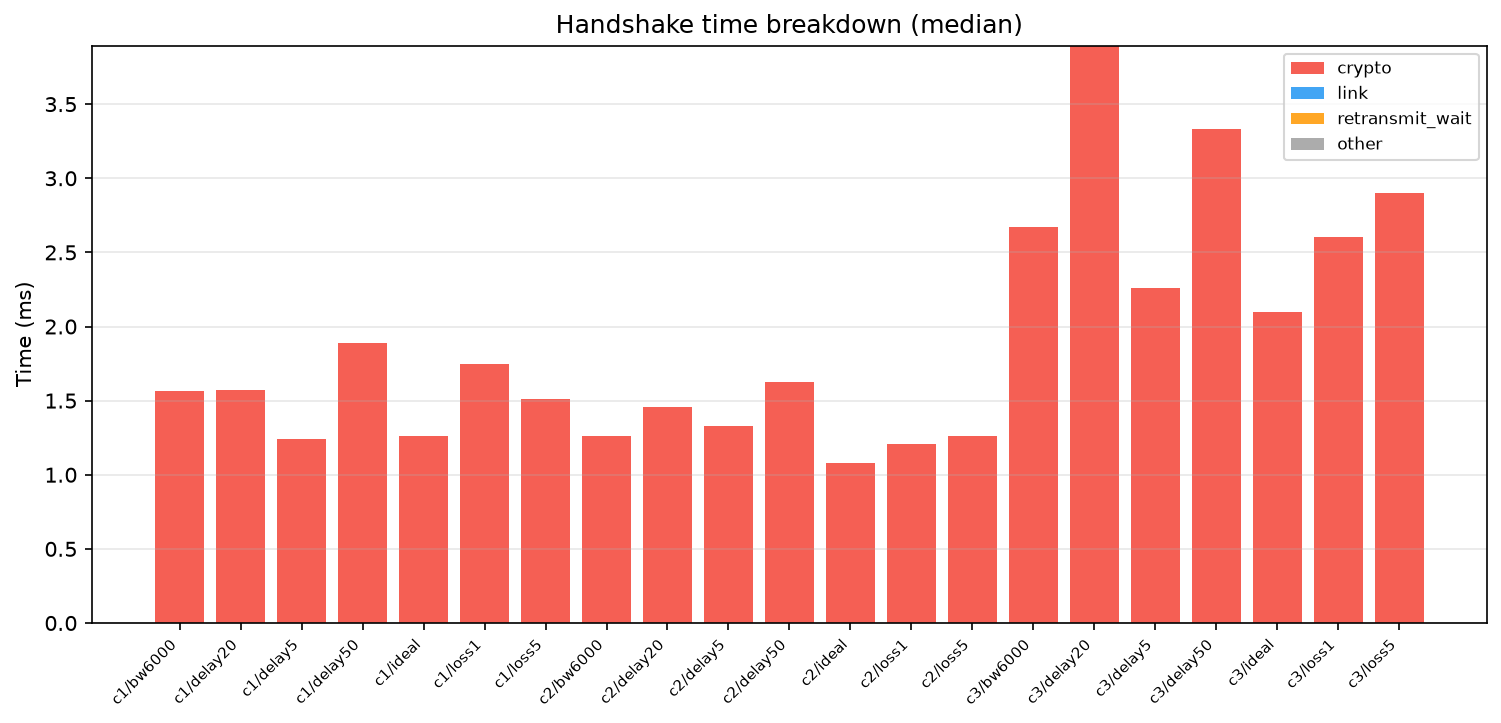 Handshake time breakdown (median)
crypto
link
retransmit_wait
other
Time (ms)
3.5
3.0
2.5
2.0
1.5
1.0
0.5
0.0
c1/bw6000
c1/delay20
c1/delay5
c1/delay50
c1/ideal
c1/loss1
c1/loss5
c2/bw6000
c2/delay20
c2/delay5
c2/delay50
c2/ideal
c2/loss1
c2/loss5
c3/bw6000
c3/delay20
c3/delay5
c3/delay50
c3/ideal
c3/loss1
c3/loss5